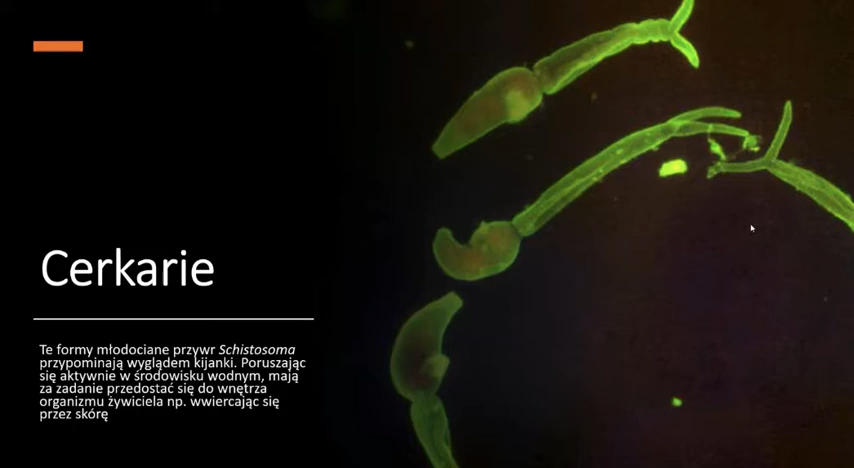 Cerkarie
Te formy młodociane przywr Schistosoma
przypominają wyglądem kijanki. Poruszając
się aktywnie w środowisku wodnym, mają
za zadanie przedostać się do wnętrza
organizmu żywiciela np. wwiercając się
przez skórę